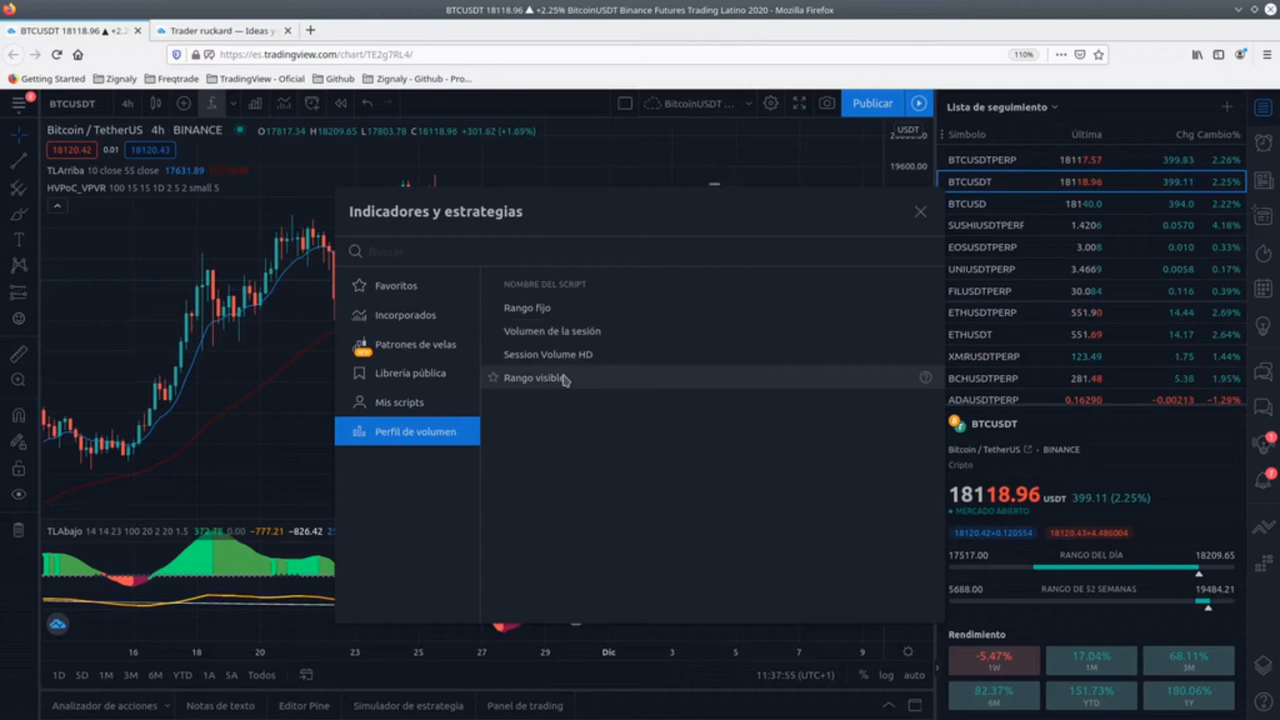 BTCUSDT 18118.96 ▲ +2.25% BitcoinUSDT Binance Futures Trading Latino 2020 - Mozilla Firefox
BTCUSDT 18118.96 ▲ +2.2
Trader ruckard — Ideas y
https://es.tradingview.com/chart/TE2g7RL4/
110%
Getting Started
Zignaly
Freqtrade
TradingView - Oficial
Github
Zignaly - Github - Pro...
BTCUSDT
4h
BitcoinUSDT ...
Publicar
Lista de seguimiento
Bitcoin / TetherUS 4h BINANCE
O17817.34 H18209.65 L17803.78 C18118.96 +301.62 (+1.69%)
USDT
18120.42
0.01
18120.43
19600.00
TLArriba 10 close 55 close 17631.89
HVPoC_VPVR 100 15 15 1D 2 5 2 small 5
Símbolo Última Chg Cambio%
BTCUSDTPERP 18117.57 399.83 2.26%
BTCUSDT 18118.96 399.11 2.25%
BTCUSD 18140.0 394.0 2.22%
SUSHIUSDTPERF 1.4206 0.0570 4.18%
EOSUSDTPERP 3.008 0.010 0.33%
UNIUSDTPERP 3.4669 0.0058 0.17%
FILUSDTPERP 30.084 0.116 0.39%
ETHUSDTPERP 551.90 14.44 2.69%
ETHUSDT 551.69 14.17 2.64%
XMRUSDTPERP 123.49 1.75 1.44%
BCHUSDTPERP 281.48 5.38 1.95%
ADAUSDTPERP 0.16290 -0.00213 -1.29%
Indicadores y estrategias
Buscar
Favoritos
Incorporados
Patrones de velas
NEW
Librería pública
Mis scripts
Perfil de volumen
NOMBRE DEL SCRIPT
Rango fijo
Volumen de la sesión
Session Volume HD
Rango visible
BTCUSDT
Bitcoin / TetherUS · BINANCE
Cripto
18118.96 USDT 399.11 (2.25%)
MERCADO ABIERTO
18120.42×0.120554
18120.43×4.486004
17517.00 RANGO DEL DÍA 18209.65
5688.00 RANGO DE 52 SEMANAS 19484.21
Rendimiento
-5.47%
1W
17.04%
1M
68.11%
3M
82.37%
6M
151.73%
YTD
180.06%
1Y
TLAbajo 14 14 23 100 20 2 20 1.5 372.78 0.00 -777.21 -826.42
16 18 20 23 25 27 29 Dic 3 5 7 9
1D 5D 1M 3M 6M YTD 1A 5A Todos
11:37:55 (UTC+1)
% log auto
Analizador de acciones
Notas de texto
Editor Pine
Simulador de estrategia
Panel de trading